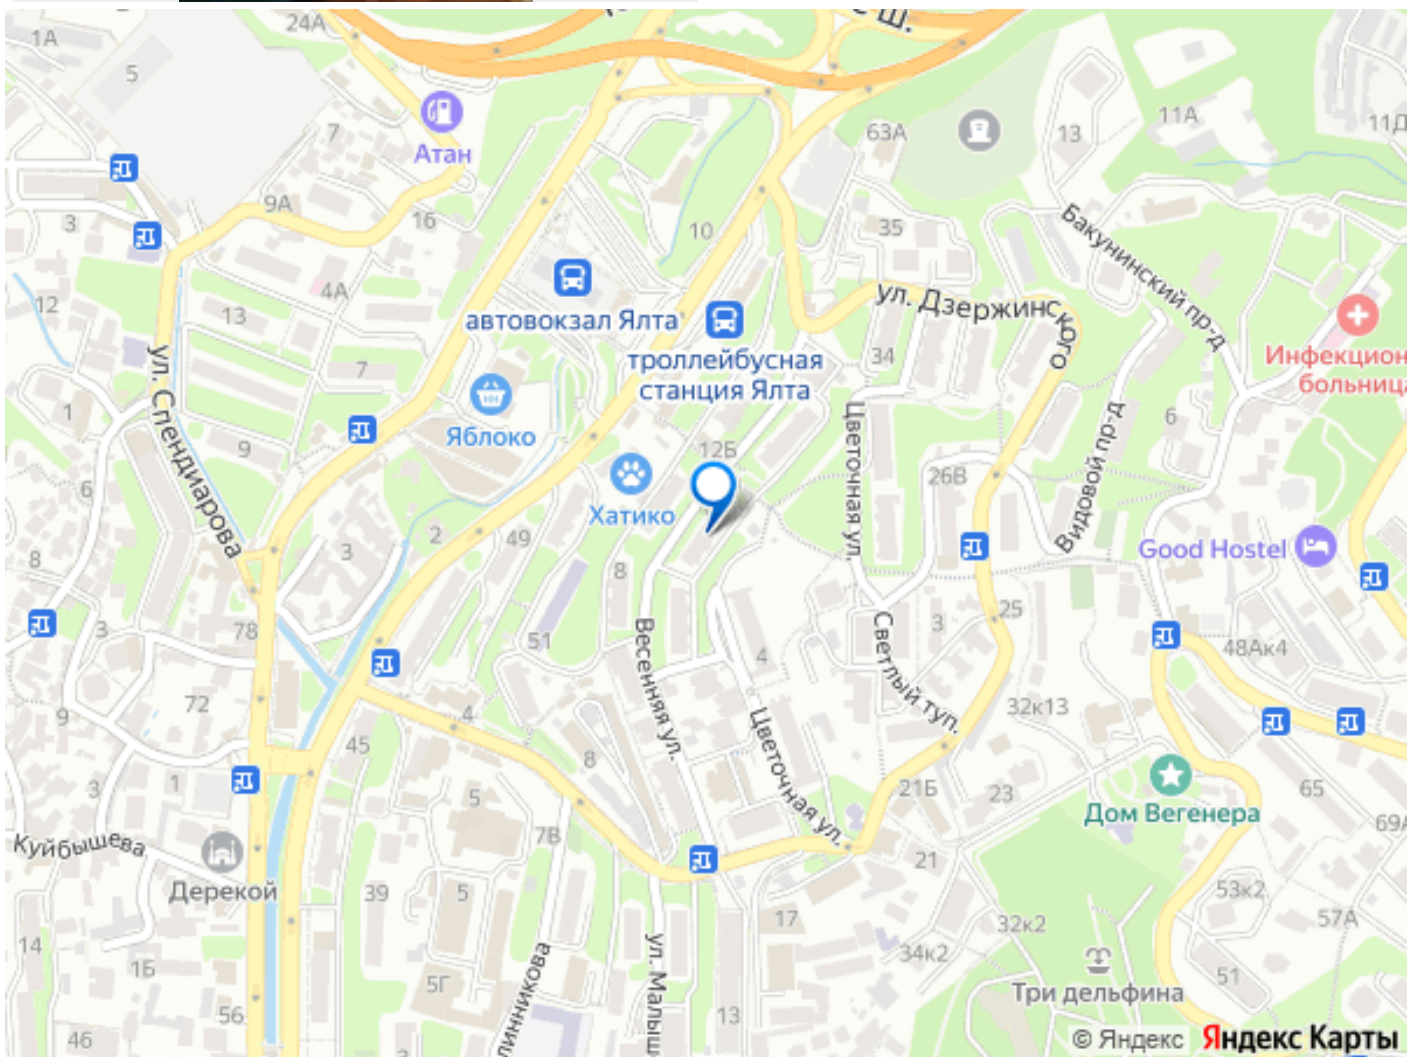 24А
ш.
1А
5
7
Атан
63А
13
11А
11Д
9А
16
3
10
35
Бакунинский пр-д
4А
12
13
автовокзал Ялта
ул. Дзержинского
троллейбусная
станция Ялта
34
Инфекцион
больница
7
ул. Спендиарова
1
Яблоко
Цветочная ул.
6
Видовой пр-д
9
12Б
26В
6
Хатико
2
49
3
8
8
Good Hostel
3
78
51
Весенняя ул.
4
Светлый туп.
3
25
48Ак4
72
9
4
Цветочная ул.
32к13
45
8
3
1
5
21Б
23
65
Дом Вегенера
69А
Куйбышева
7В
21
Дерекой
39
5
17
53к2
57А
32к2
14
1Б
линникова
ул. Малыш
34к2
5Г
51
Три дельфина
56
13
46
© Яндекс Яндекс Карты